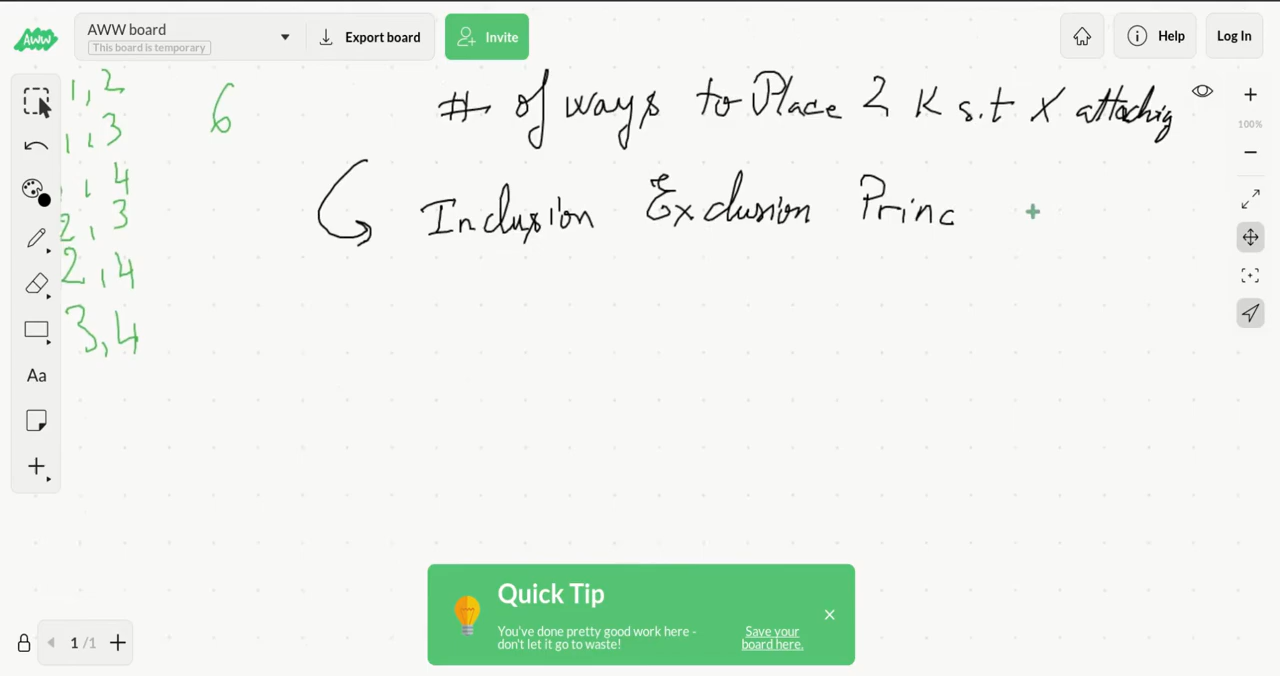 AWW
AWW board
This board is temporary
Export board
Invite
Help
Log In
1,2
1,3
1,4
2,3
2,4
3,4
6
# of ways to Place 2 K s.t X attaching
Inclusion Exclusion Princ
100%
Aa
Quick Tip
You've done pretty good work here -
don't let it go to waste!
Save your
board here.
1/1